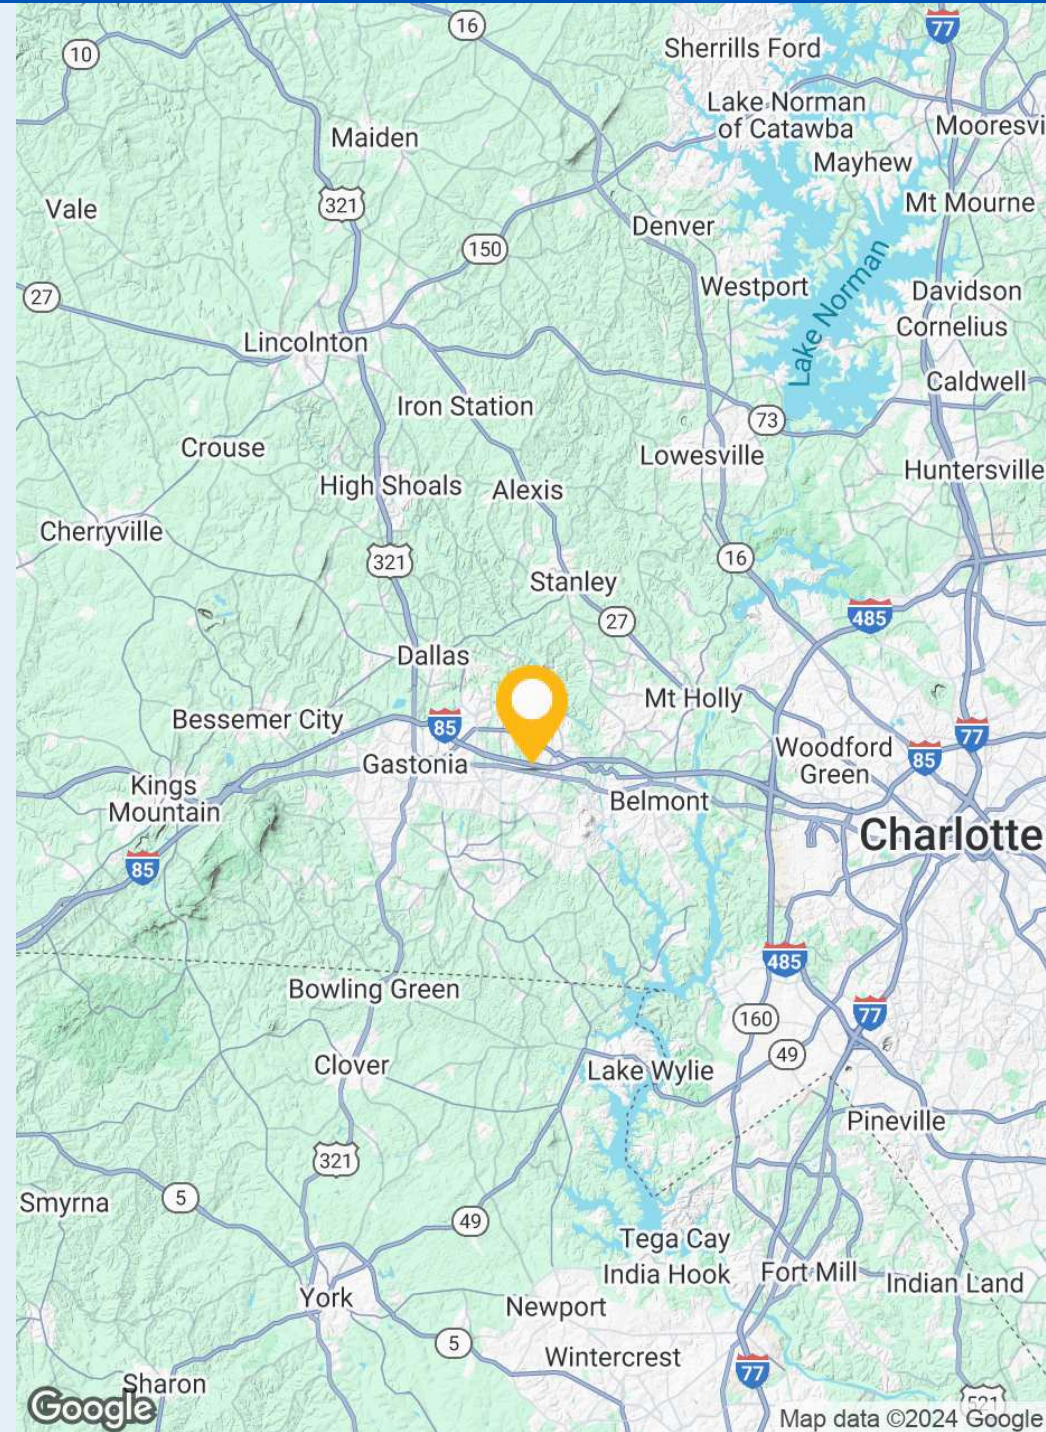 16
77
10
Sherrills Ford
Lake Norman
of Catawba
Mooresvi
Maiden
Mayhew
321
Vale
Mt Mourne
Denver
150
Westport
Davidson
27
Lake Norman
Cornelius
Lincolnton
Caldwell
Iron Station
73
Crouse
Lowesville
Huntersville
High Shoals
Alexis
Cherryville
321
16
Stanley
485
27
Dallas
Mt Holly
Bessemer City
85
77
Woodford
Green
85
Gastonia
Kings
Mountain
Belmont
Charlotte
85
485
Bowling Green
160
77
49
Clover
Lake Wylie
Pineville
321
Smyrna
5
49
Tega Cay
India Hook
Fort Mill
Indian Land
York
Newport
5
Wintercrest
77
Sharon
521
Google
Map data ©2024 Google